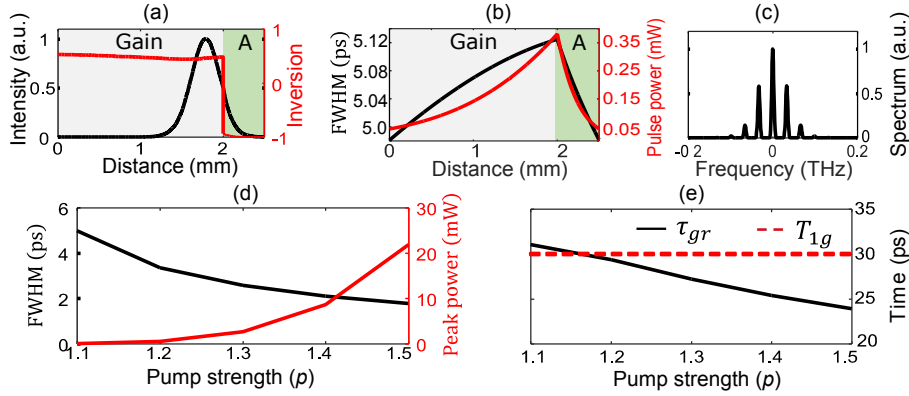 (a)
Gain
A
1
0.5
0
Intensity (a.u.)
1
0
-1
Inversion
0
1
2
Distance (mm)
(b)
Gain
A
5.12
5.08
5.04
5.0
FWHM (ps)
0.35
0.25
0.15
0.05
Pulse power (mW)
0
1
2
Distance (mm)
(c)
1
0.5
0
Spectrum (a.u.)
-0.2
0
0.2
Frequency (THz)
(d)
6
4
2
0
FWHM (ps)
30
20
10
0
Peak power (mW)
1.1
1.2
1.3
1.4
1.5
Pump strength (p)
(e)
τgr
T1g
35
30
25
20
Time (ps)
1.1
1.2
1.3
1.4
1.5
Pump strength (p)